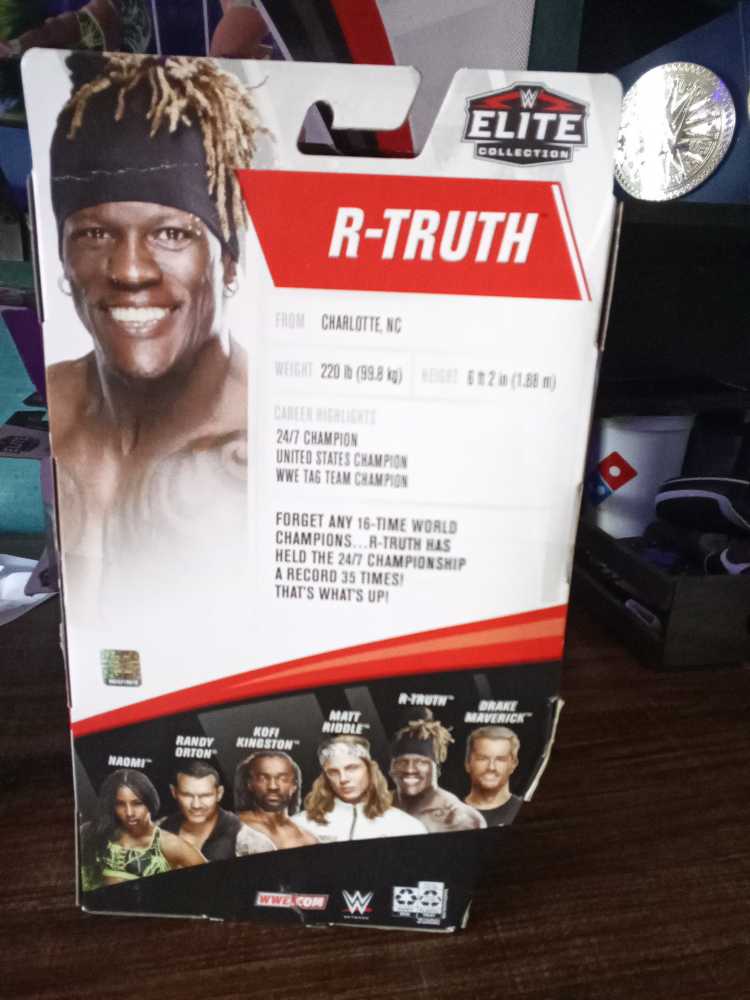 W
ELITE
COLLECTION
R-TRUTH
FROM CHARLOTTE, NC
WEIGHT 220 lb (99.8 kg) HEIGHT 6 ft 2 in (1.88 m)
CAREER HIGHLIGHTS
24/7 CHAMPION
UNITED STATES CHAMPION
WWE TAG TEAM CHAMPION
FORGET ANY 16-TIME WORLD
CHAMPIONS...R-TRUTH HAS
HELD THE 24/7 CHAMPIONSHIP
A RECORD 35 TIMES!
THAT'S WHAT'S UP!
NAOMI™
RANDY
ORTON™
KOFI
KINGSTON™
MATT
RIDDLE™
R-TRUTH™
DRAKE
MAVERICK™
WWE.COM
W
NETWORK